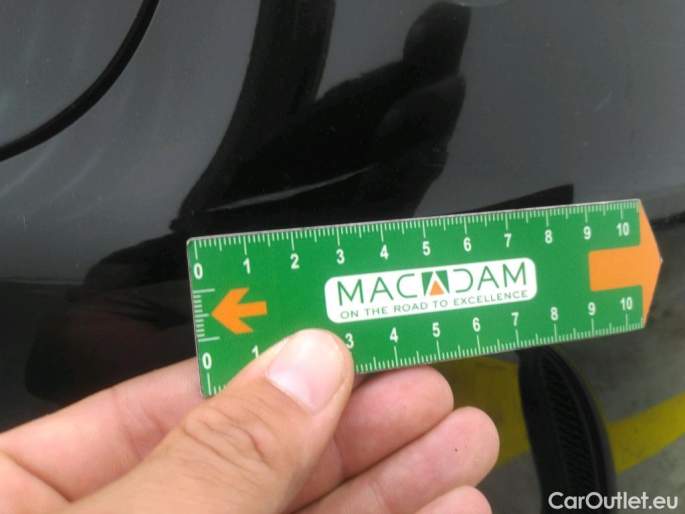 0 1 2 3 4 5 6 7 8 9 10
MACADAM
ON THE ROAD TO EXCELLENCE
0 1 3 4 5 6 7 8 9 10
CarOutlet.eu